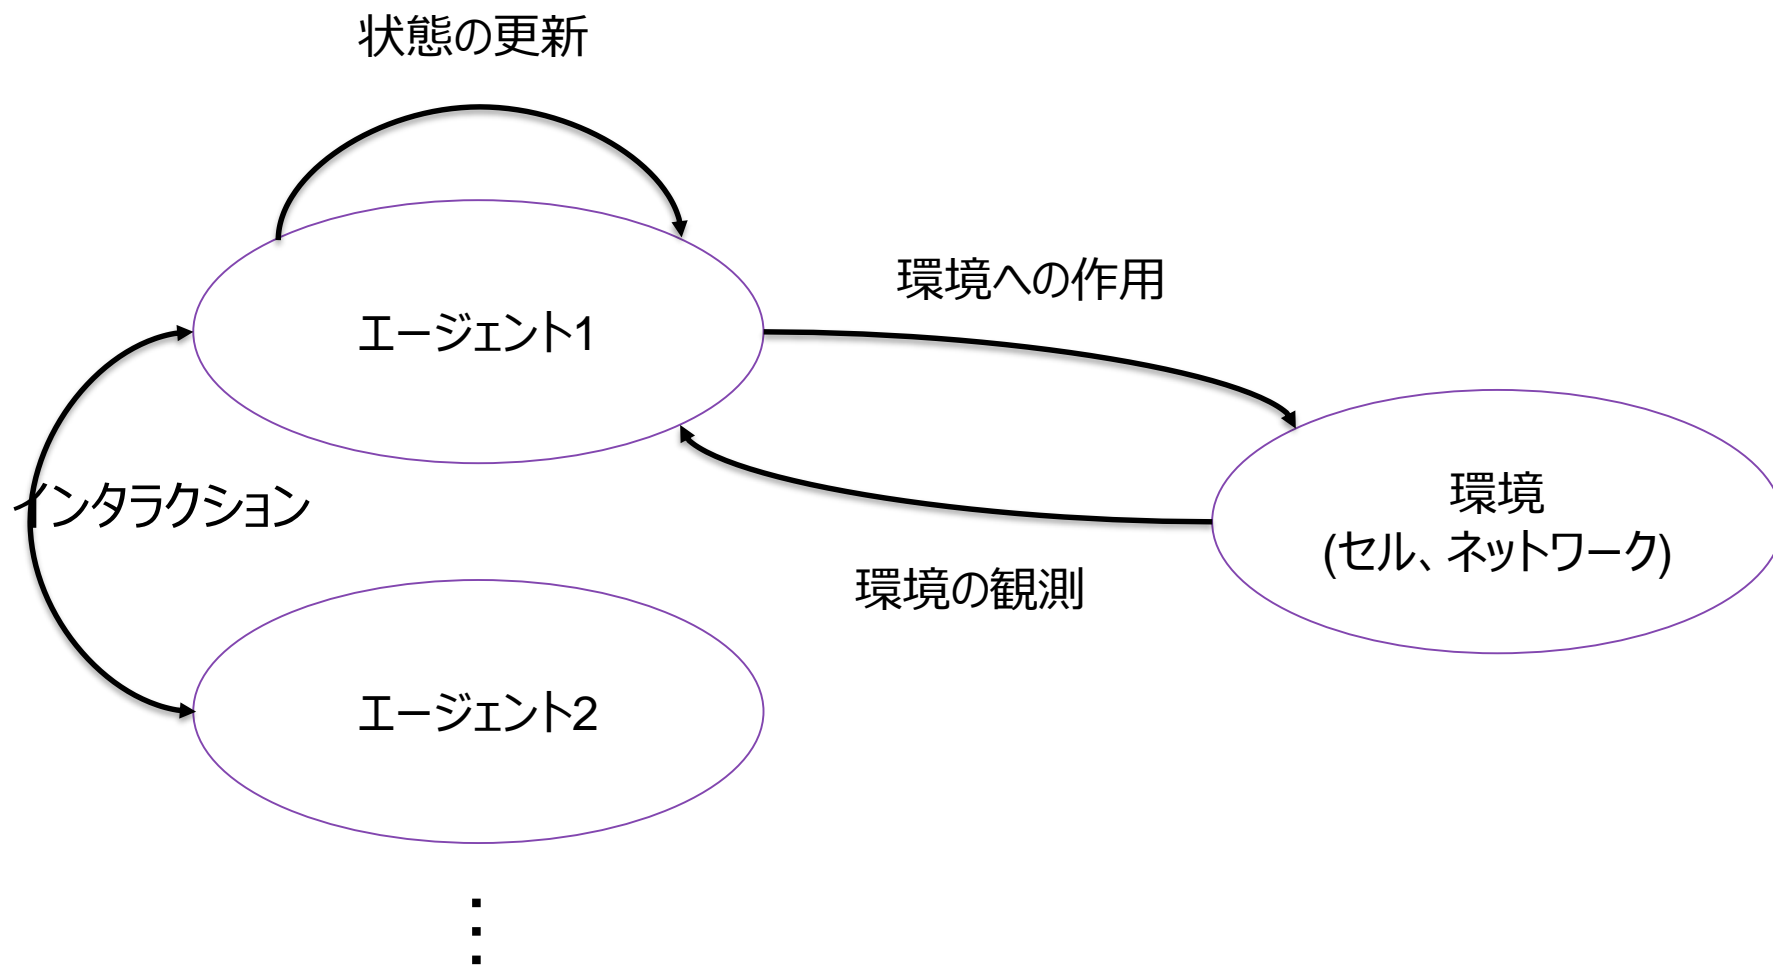 状態の更新
環境への作用
エージェント1
インタラクション
環境
(セル、ネットワーク)
環境の観測
エージェント2
⋮